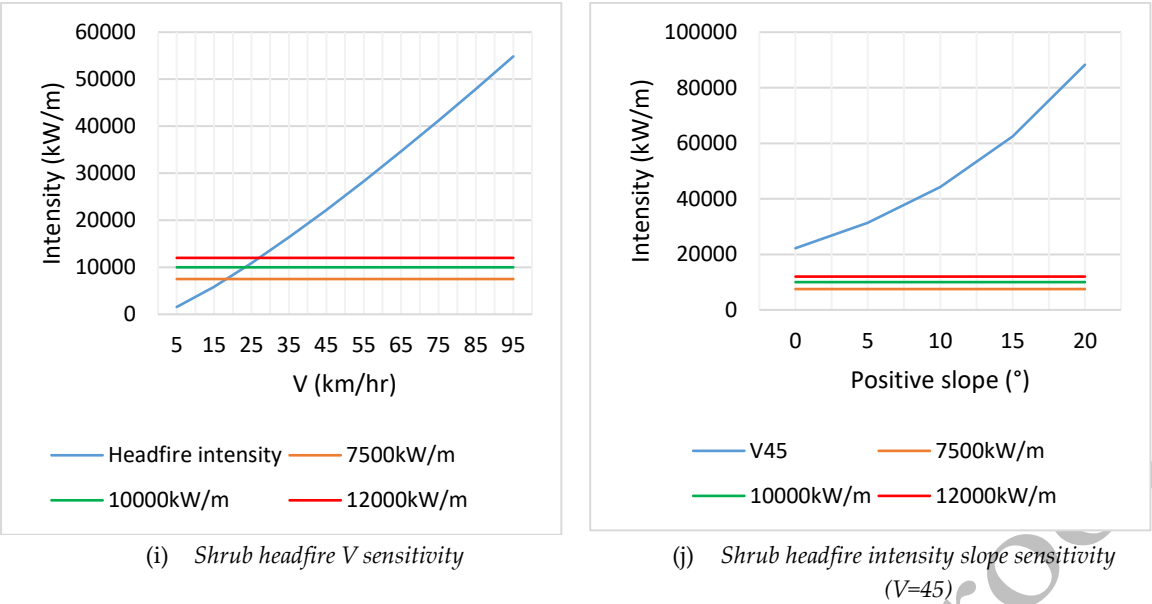 60000
50000
40000
30000
20000
10000
0
Intensity (kW/m)
5 15 25 35 45 55 65 75 85 95
V (km/hr)
Headfire intensity 7500kW/m
10000kW/m 12000kW/m
(i) Shrub headfire V sensitivity
100000
80000
60000
40000
20000
0
Intensity (kW/m)
0 5 10 15 20
Positive slope (°)
V45 7500kW/m
10000kW/m 12000kW/m
(j) Shrub headfire intensity slope sensitivity
(V=45)